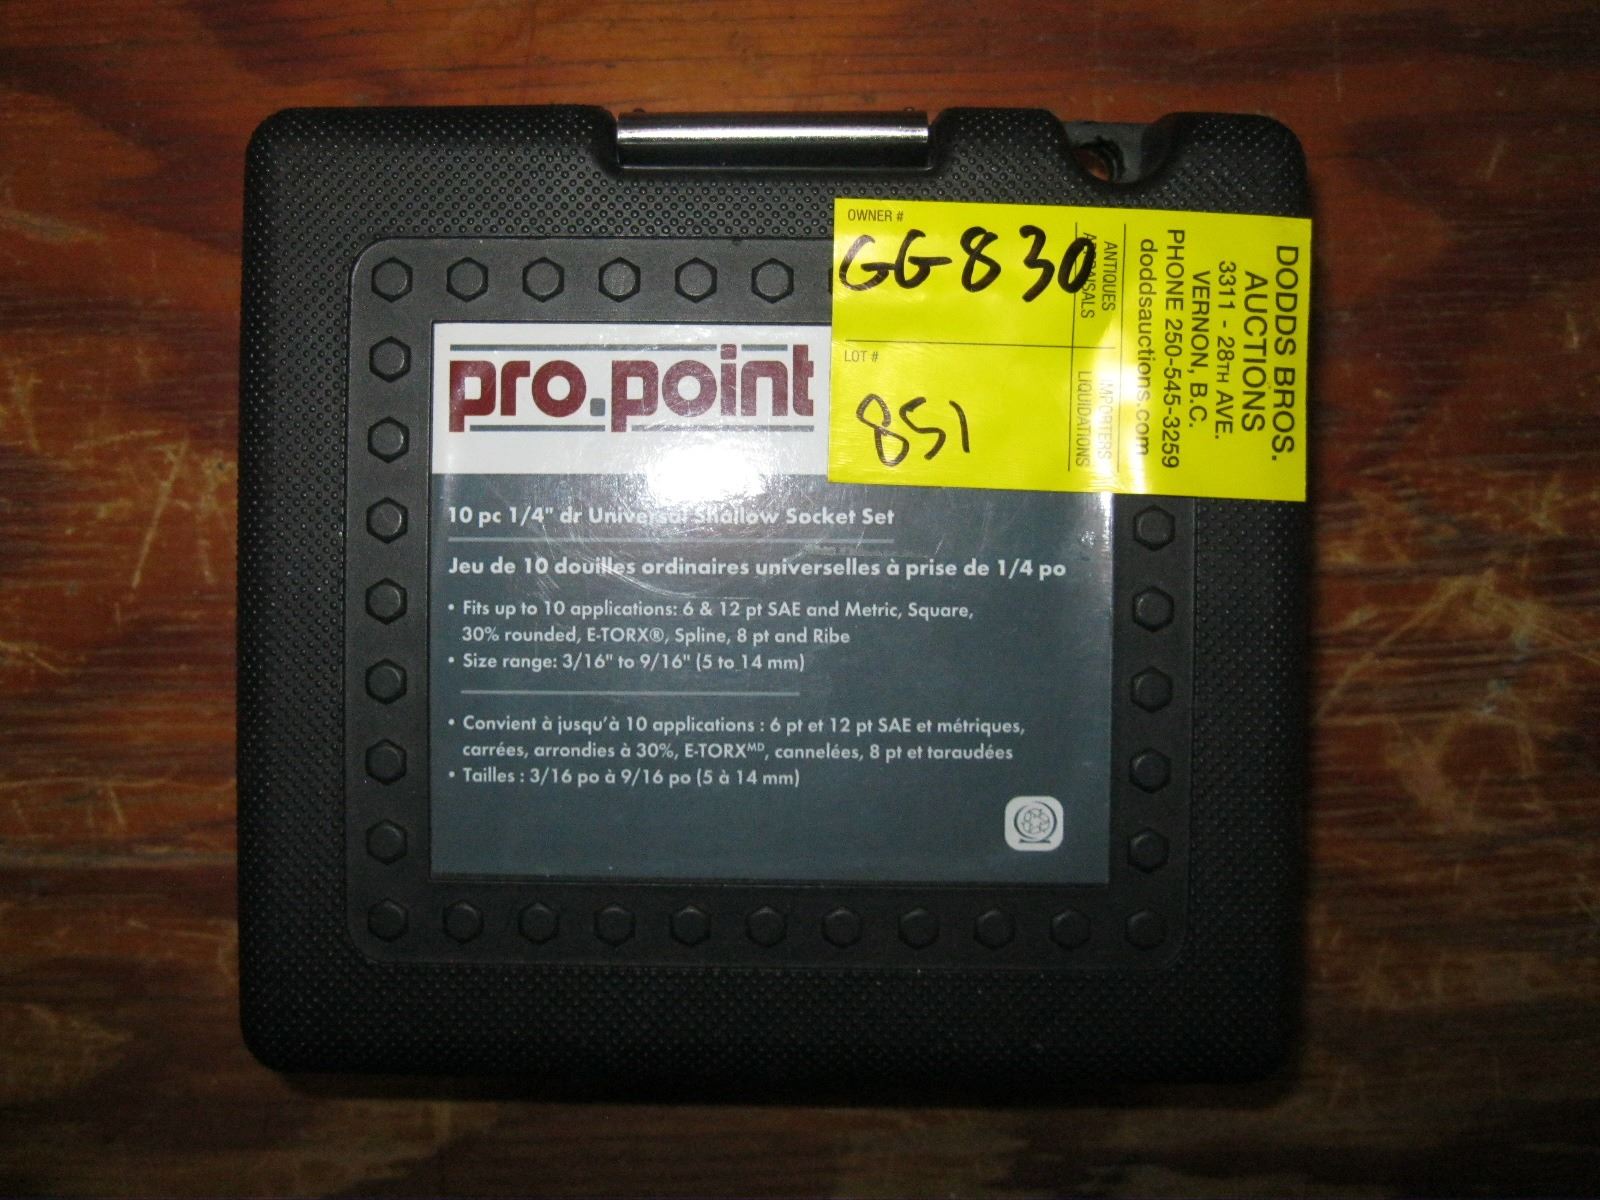 OWNER #
GG830
LOT #
851
ANTIQUES
APPRAISALS
IMPORTERS
LIQUIDATIONS
DODDS BROS.
AUCTIONS
3311 - 28TH AVE.
VERNON, B.C.
PHONE 250-545-3259
doddsauctions.com
pro.point
10 pc 1/4" dr Universal Shallow Socket Set
Jeu de 10 douilles ordinaires universelles à prise de 1/4 po
• Fits up to 10 applications: 6 & 12 pt SAE and Metric, Square,
30% rounded, E-TORX®, Spline, 8 pt and Ribe
• Size range: 3/16" to 9/16" (5 to 14 mm)
• Convient à jusqu'à 10 applications : 6 pt et 12 pt SAE et métriques,
carrées, arrondies à 30%, E-TORXᴹᴰ, cannelées, 8 pt et taraudées
• Tailles : 3/16 po à 9/16 po (5 à 14 mm)